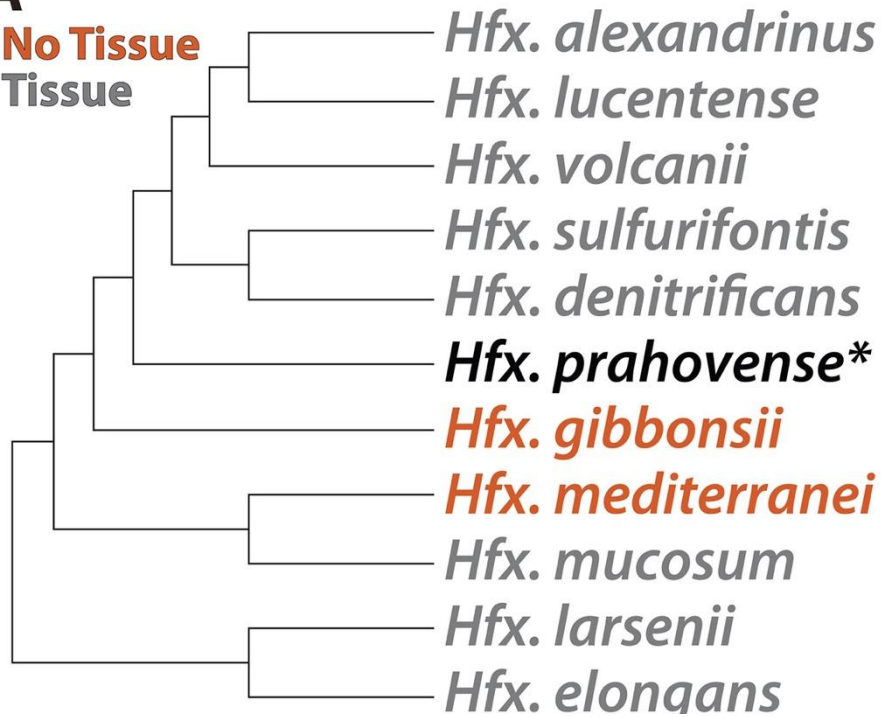 No Tissue
Tissue
Hfx. alexandrinus
Hfx. lucentense
Hfx. volcanii
Hfx. sulfurifontis
Hfx. denitrificans
Hfx. prahovense*
Hfx. gibbonsii
Hfx. mediterranei
Hfx. mucosum
Hfx. larsenii
Hfx. elongans